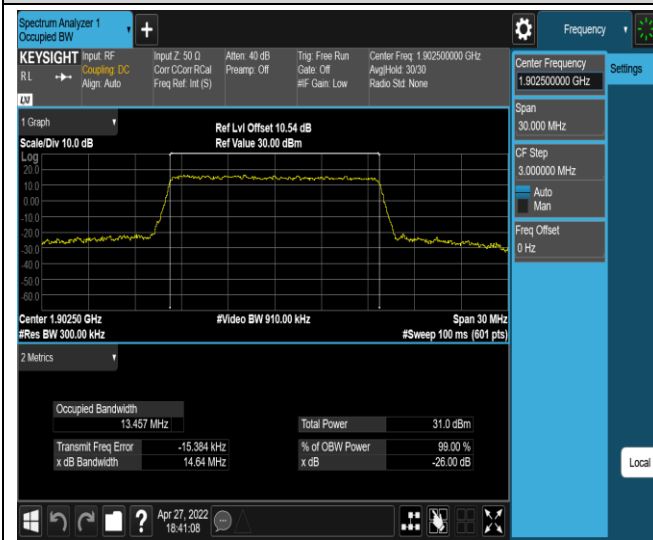 Spectrum Analyzer 1
Occupied BW
Frequency
KEYSIGHT
RL
Input: RF
Coupling: DC
Align: Auto
Input Z: 50 Ω
Corr CCorr RCal
Freq Ref: Int (S)
Atten: 40 dB
Preamp: Off
Trig: Free Run
Gate: Off
#IF Gain: Low
Center Freq: 1.902500000 GHz
Avg|Hold: 30/30
Radio Std: None
LXI
Center Frequency
1.902500000 GHz
Settings
Span
30.000 MHz
CF Step
3.000000 MHz
Auto
Man
Freq Offset
0 Hz
1 Graph
Scale/Div 10.0 dB
Ref Lvl Offset 10.54 dB
Ref Value 30.00 dBm
Log
20.0
10.0
0.00
-10.0
-20.0
-30.0
-40.0
-50.0
-60.0
Center 1.90250 GHz
#Video BW 910.00 kHz
Span 30 MHz
#Res BW 300.00 kHz
#Sweep 100 ms (601 pts)
2 Metrics
Occupied Bandwidth
13.457 MHz
Total Power 31.0 dBm
Transmit Freq Error -15.384 kHz
% of OBW Power 99.00 %
x dB Bandwidth 14.64 MHz
x dB -26.00 dB
Local
Apr 27, 2022
18:41:08